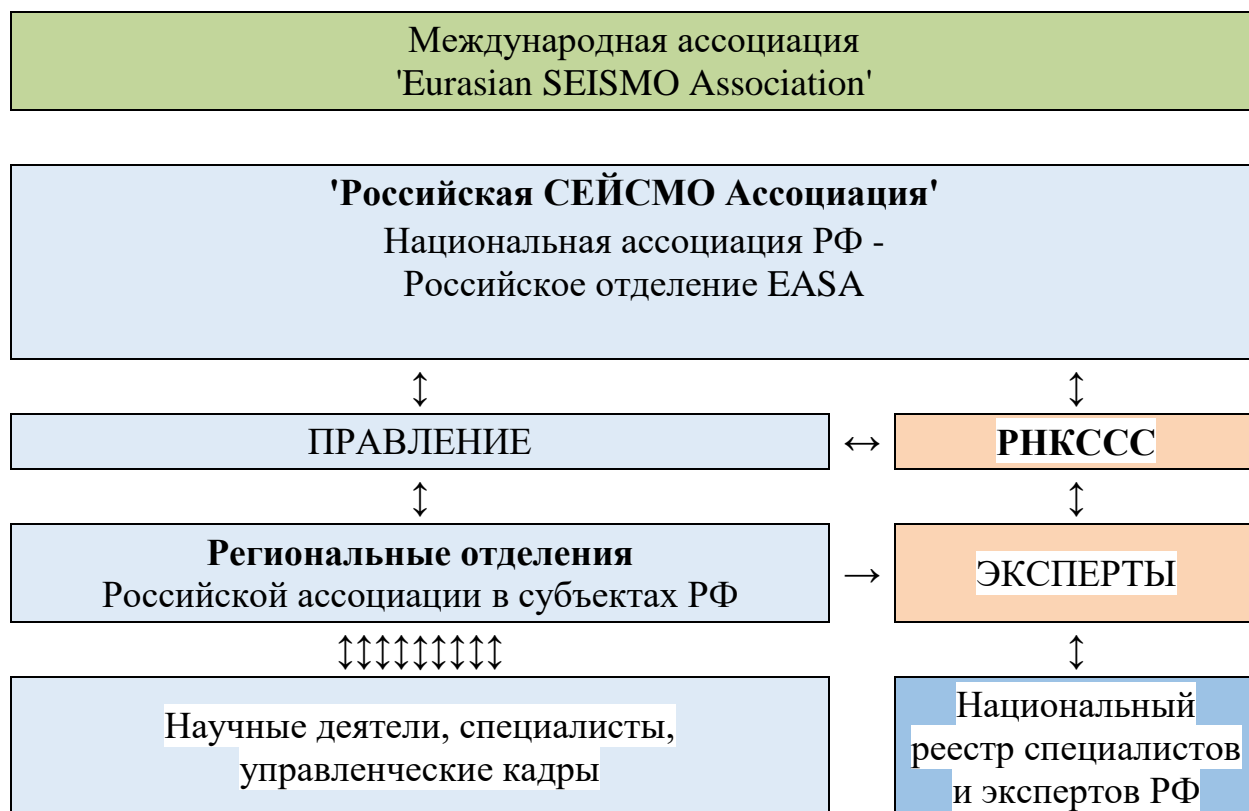 Международная ассоциация
'Eurasian SEISMO Association'
'Российская СЕЙСМО Ассоциация'
Национальная ассоциация РФ -
Российское отделение EASA
↕ ↕
ПРАВЛЕНИЕ ↔ РНКССС
↕ ↕
Региональные отделения
Российской ассоциации в субъектах РФ
→ ЭКСПЕРТЫ
↕↕↕↕↕↕↕↕↕ ↕
Научные деятели, специалисты,
управленческие кадры
Национальный
реестр специалистов
и экспертов РФ